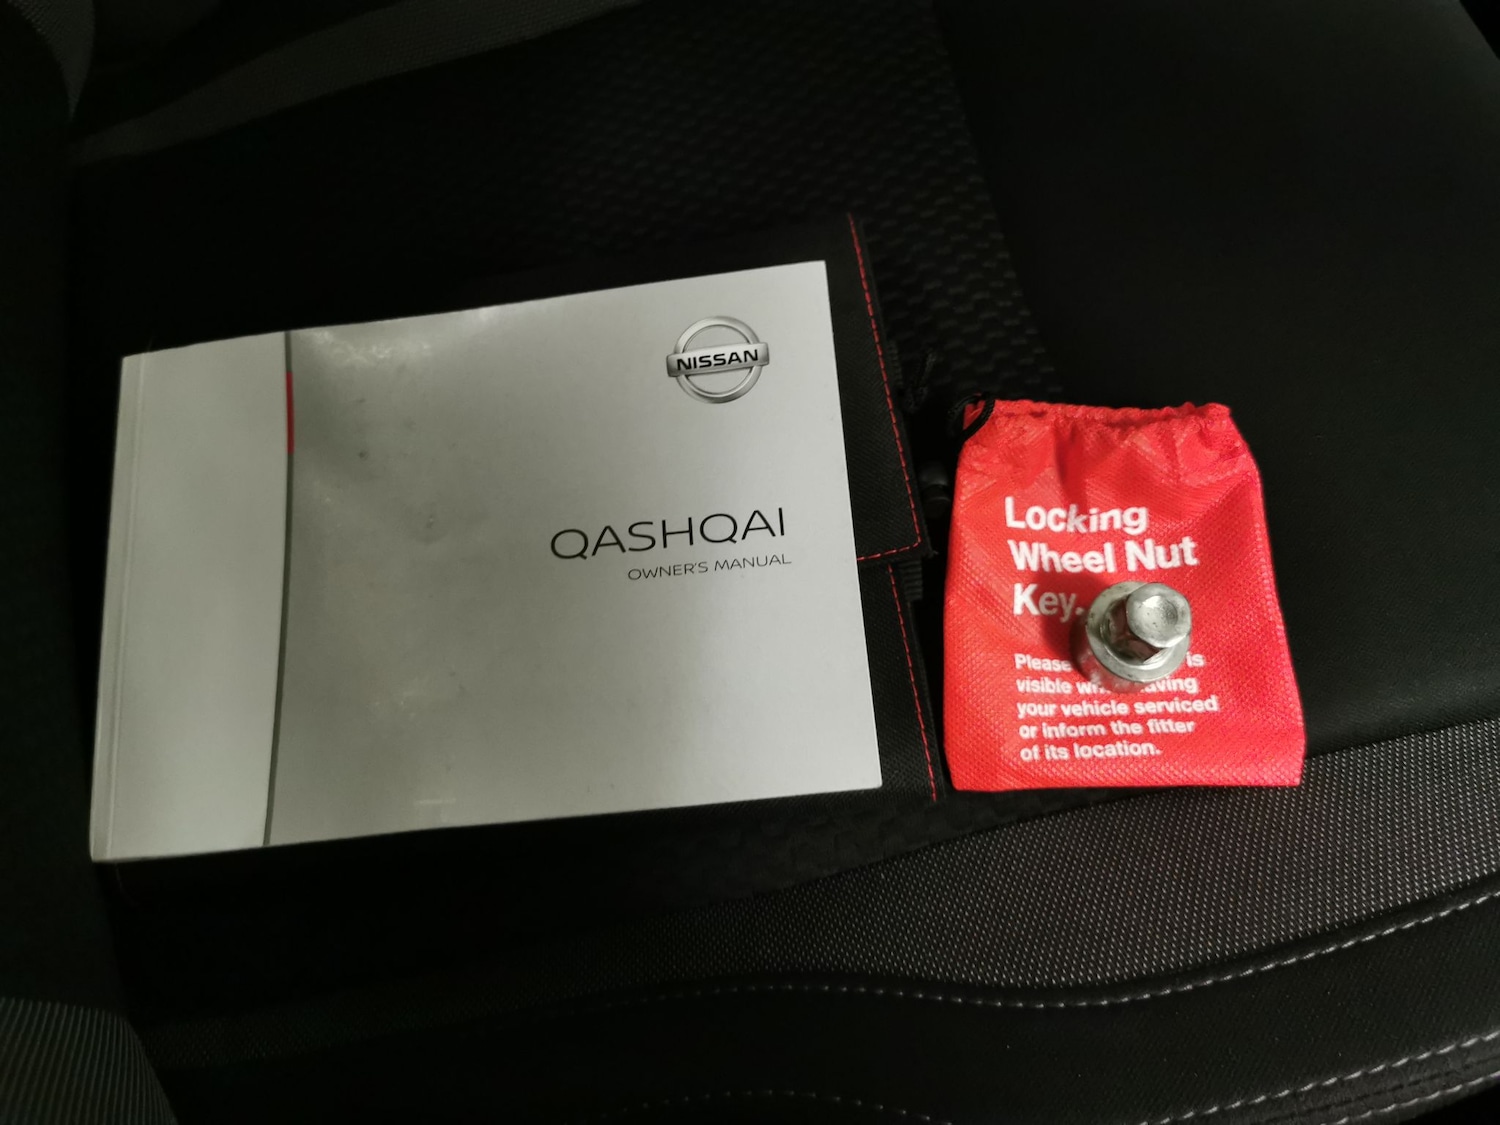 NISSAN
QASHQAI
OWNER'S MANUAL
Locking
Wheel Nut
Key.
Please is
visible
your vehicle serviced
or inform the fitter
of its location.